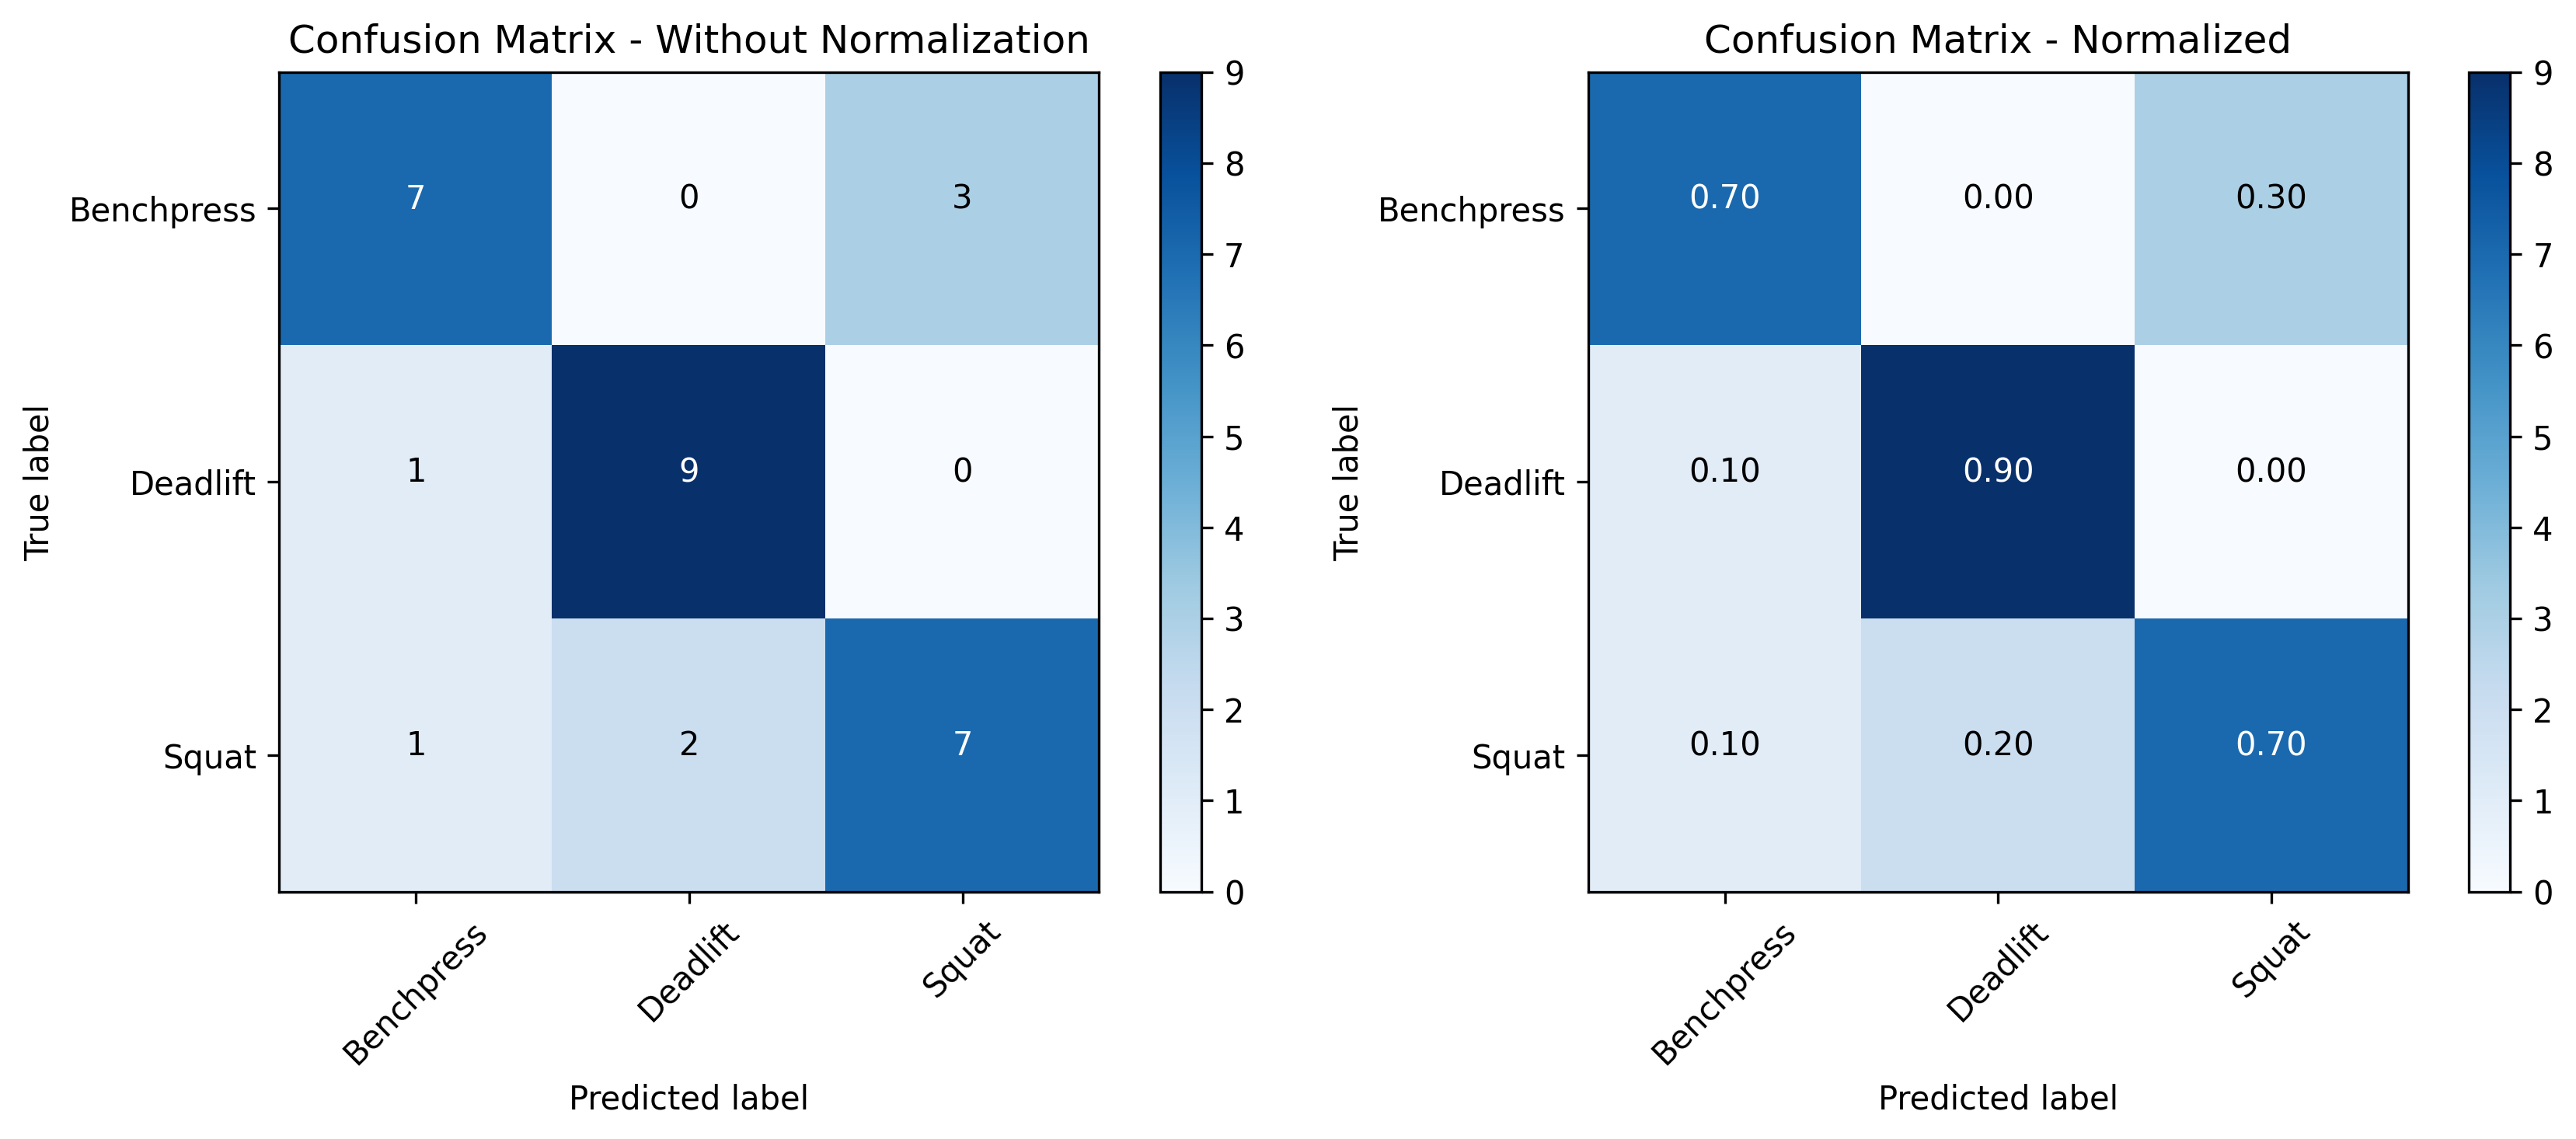 Confusion Matrix - Without Normalization
True label
Benchpress
Deadlift
Squat
7 0 3
1 9 0
1 2 7
Benchpress Deadlift Squat
Predicted label
9
8
7
6
5
4
3
2
1
0
Confusion Matrix - Normalized
True label
Benchpress
Deadlift
Squat
0.70 0.00 0.30
0.10 0.90 0.00
0.10 0.20 0.70
Benchpress Deadlift Squat
Predicted label
9
8
7
6
5
4
3
2
1
0